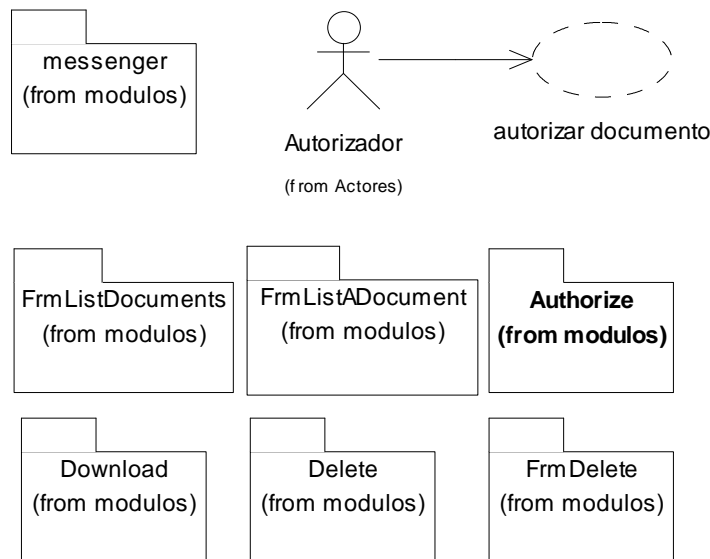 messenger
(from modulos)
Autorizador
(from Actores)
autorizar documento
FrmListDocuments
(from modulos)
FrmListADocument
(from modulos)
Authorize
(from modulos)
Download
(from modulos)
Delete
(from modulos)
FrmDelete
(from modulos)